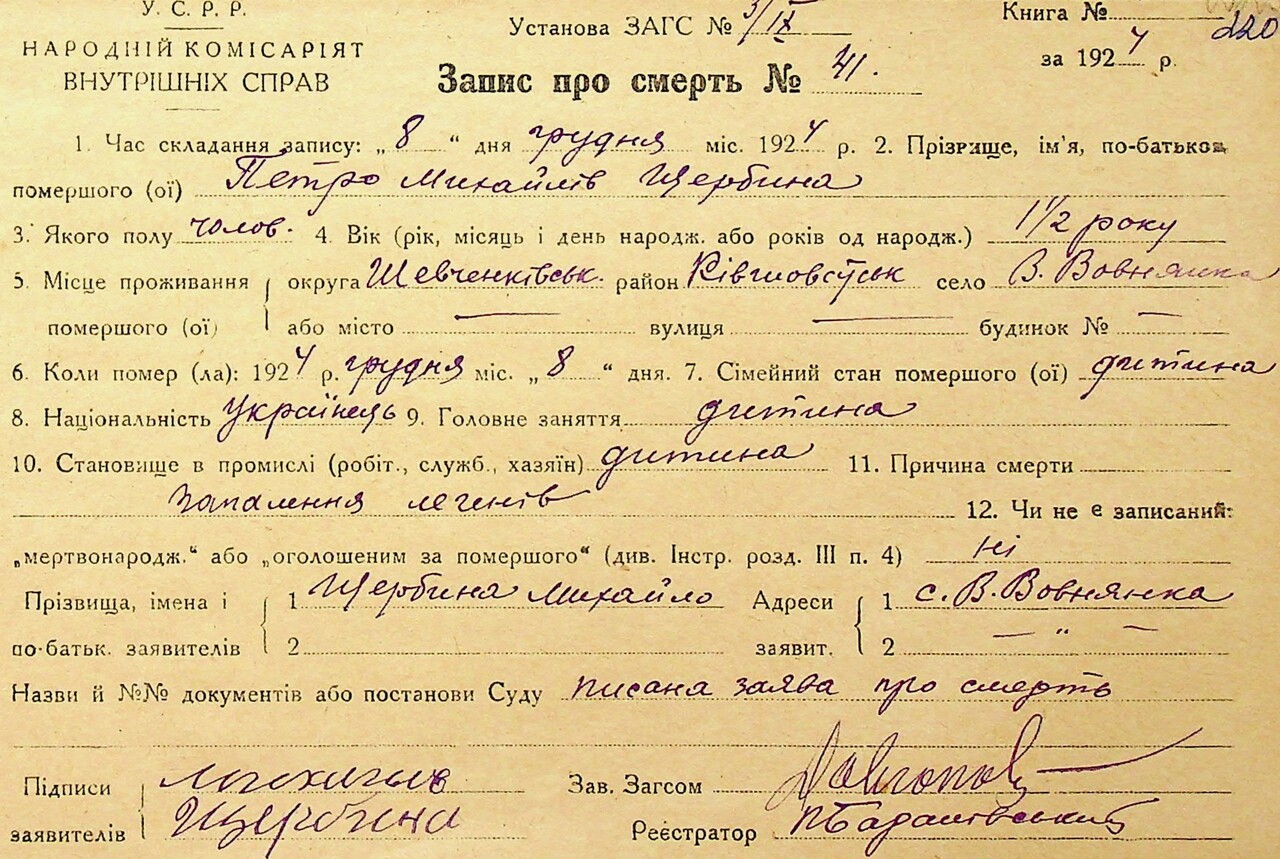 У. С. Р. Р.
НАРОДНІЙ КОМІСАРІЯТ
ВНУТРІШНІХ СПРАВ
Установа ЗАГС № 3/IX
Запис про смерть № 41.
Книга № 220
за 1924 р.
1. Час складання запису: „8“ дня грудня міс. 1924 р. 2. Прізвище, ім'я, по-батькові
помершого (ої) Петро Михайлів Щербина
3. Якого полу чолов. 4. Вік (рік, місяць і день народж. або років од народж.) 1 1/2 року
5. Місце проживання округа Шевченківськ. район село В. Вовнянка
помершого (ої) або місто — вулиця — будинок № —
6. Коли помер (ла): 1924 р. грудня міс. „8“ дня. 7. Сімейний стан помершого (ої) дитина
8. Національність Українець 9. Головне заняття дитина
10. Становище в промислі (робіт., служб., хазяїн) дитина 11. Причина смерти
Запалення легенів 12. Чи не є записаний:
„мертвонародж.“ або „оголошеним за помершого“ (див. Інстр. розд. III п. 4) ні
Прізвища, імена і 1 Щербина Михайло Адреси 1 с. В. Вовнянка
по-батьк. заявителів 2 заявит. 2 — „ —
Назви й №№ документів або постанови Суду писана заява про смерть
Підписи Зав. Загсом
заявителів Щербина Реєстратор